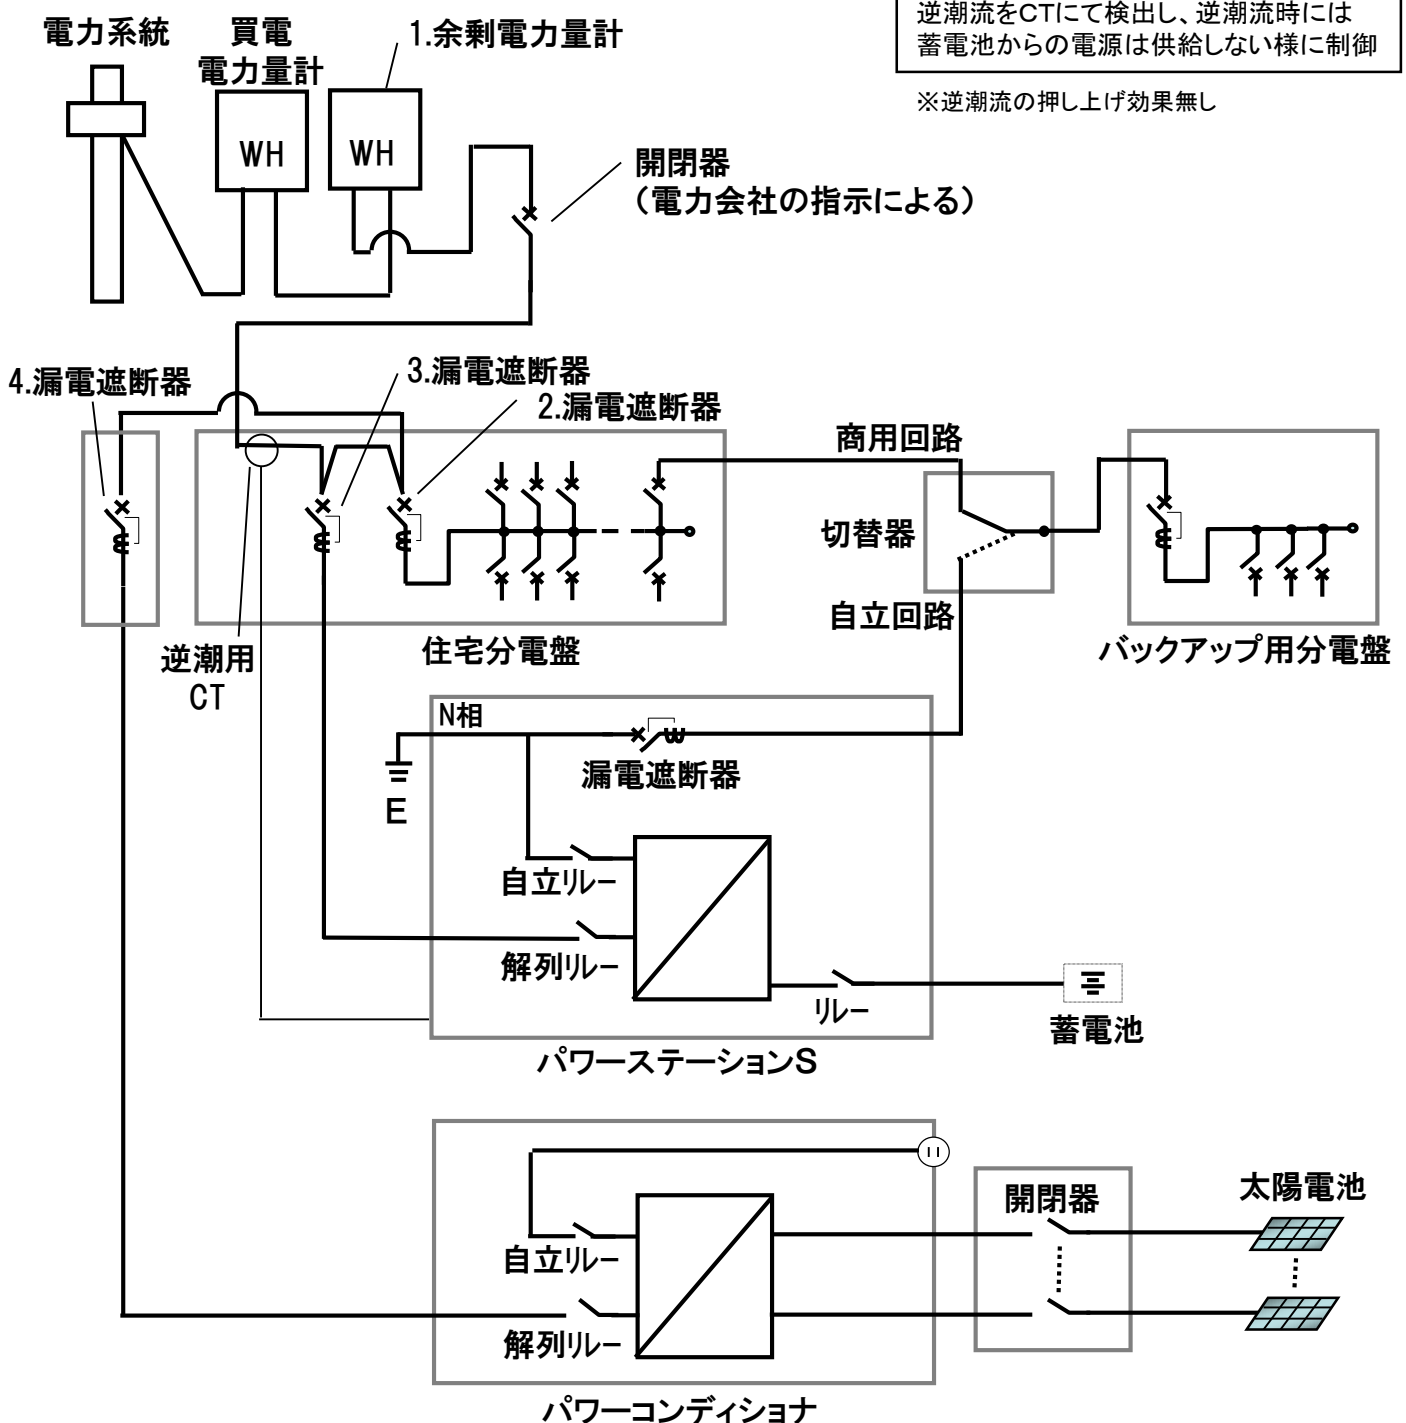 逆潮流をCTにて検出し、逆潮流時には
蓄電池からの電源は供給しない様に制御
※逆潮流の押し上げ効果無し
電力系統
買電
電力量計
1.余剰電力量計
WH
WH
開閉器
（電力会社の指示による）
4.漏電遮断器
3.漏電遮断器
2.漏電遮断器
商用回路
切替器
自立回路
バックアップ用分電盤
住宅分電盤
逆潮用
CT
N相
漏電遮断器
E
自立リレー
解列リレー
リレー
蓄電池
パワーステーションS
開閉器
太陽電池
自立リレー
解列リレー
パワーコンディショナ